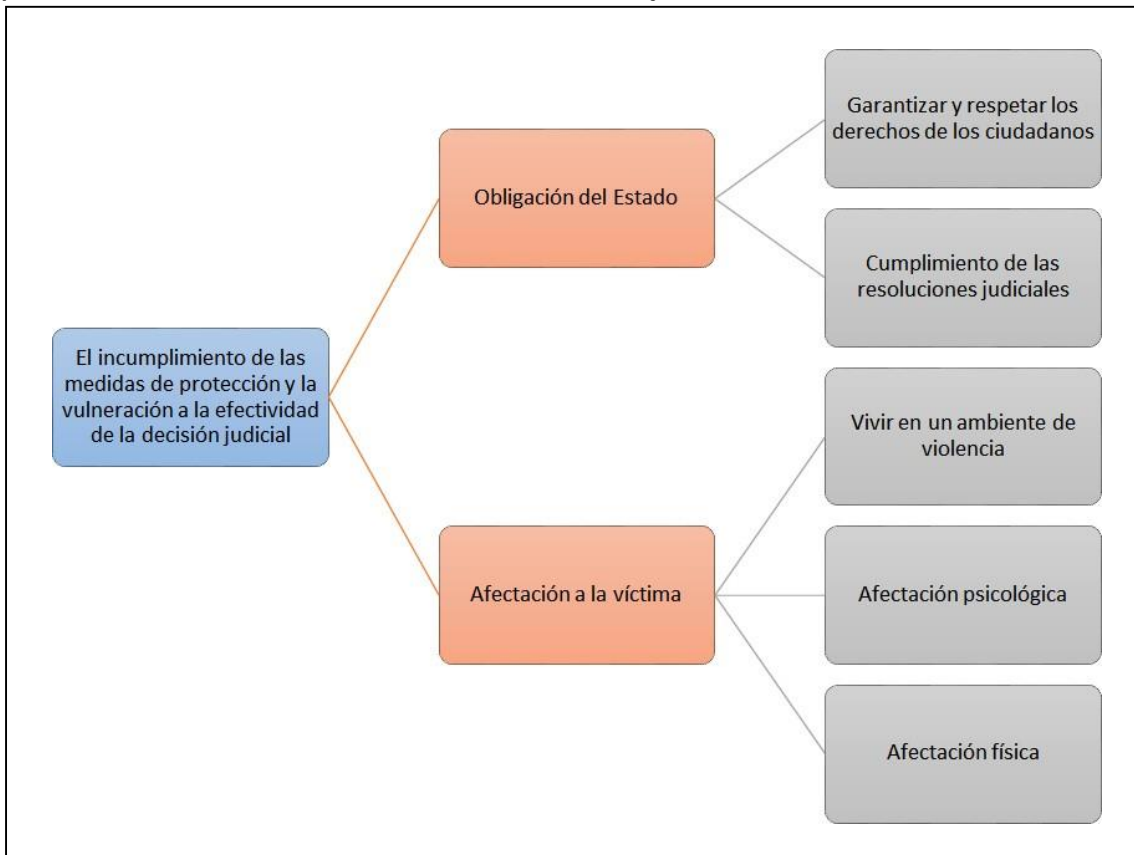 El incumplimiento de las
medidas de protección y la
vulneración a la efectividad
de la decisión judicial
Obligación del Estado
Garantizar y respetar los
derechos de los ciudadanos
Cumplimiento de las
resoluciones judiciales
Afectación a la víctima
Vivir en un ambiente de
violencia
Afectación psicológica
Afectación física